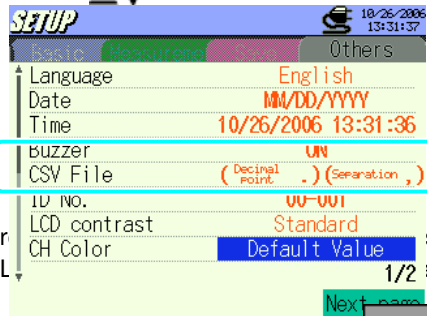 SETUP 10/26/2006
13:31:37
Basic Measurement Save Others
Language English
Date MM/DD/YYYY
Time 10/26/2006 13:31:36
Buzzer ON
CSV File (Decimal point .)(Separation ,)
ID No. 00-001
LCD contrast Standard
CH Color Default Value
1/2
Next page